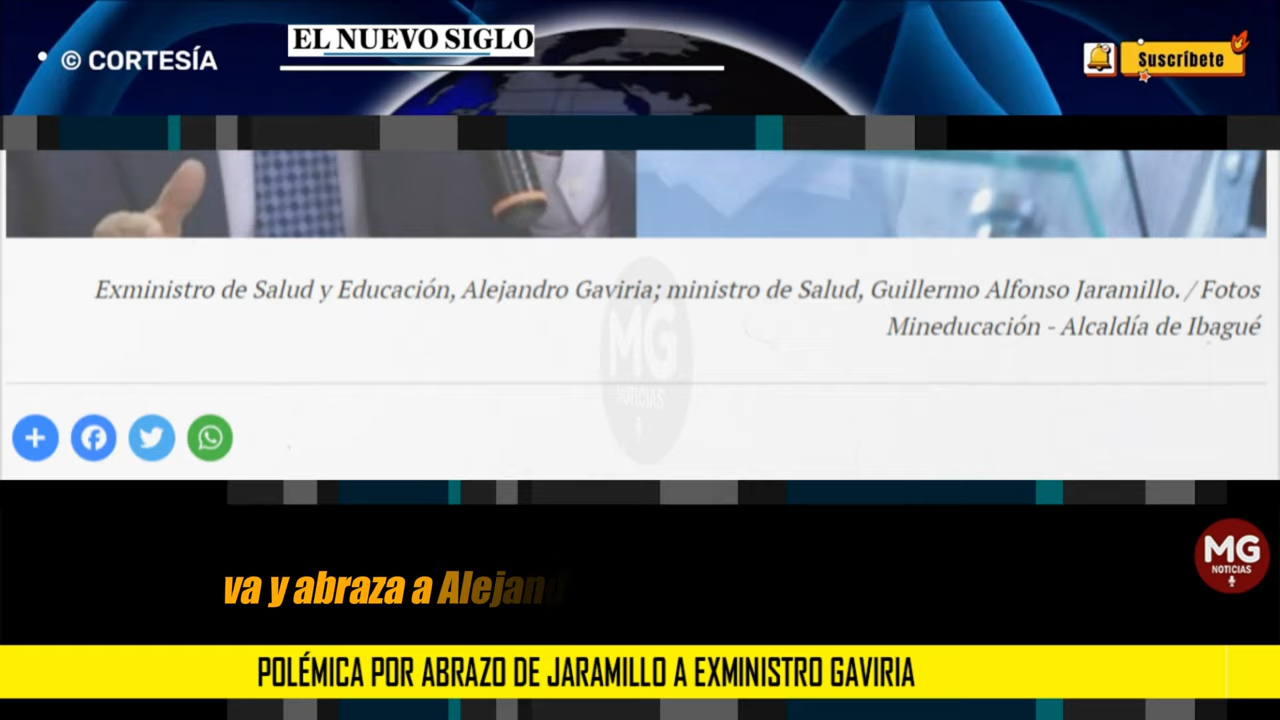 © CORTESÍA
EL NUEVO SIGLO
Suscríbete
Exministro de Salud y Educación, Alejandro Gaviria; ministro de Salud, Guillermo Alfonso Jaramillo. / Fotos
Mineducación - Alcaldía de Ibagué
MG
NOTICIAS
va y abraza a Alejand
MG
NOTICIAS
POLÉMICA POR ABRAZO DE JARAMILLO A EXMINISTRO GAVIRIA